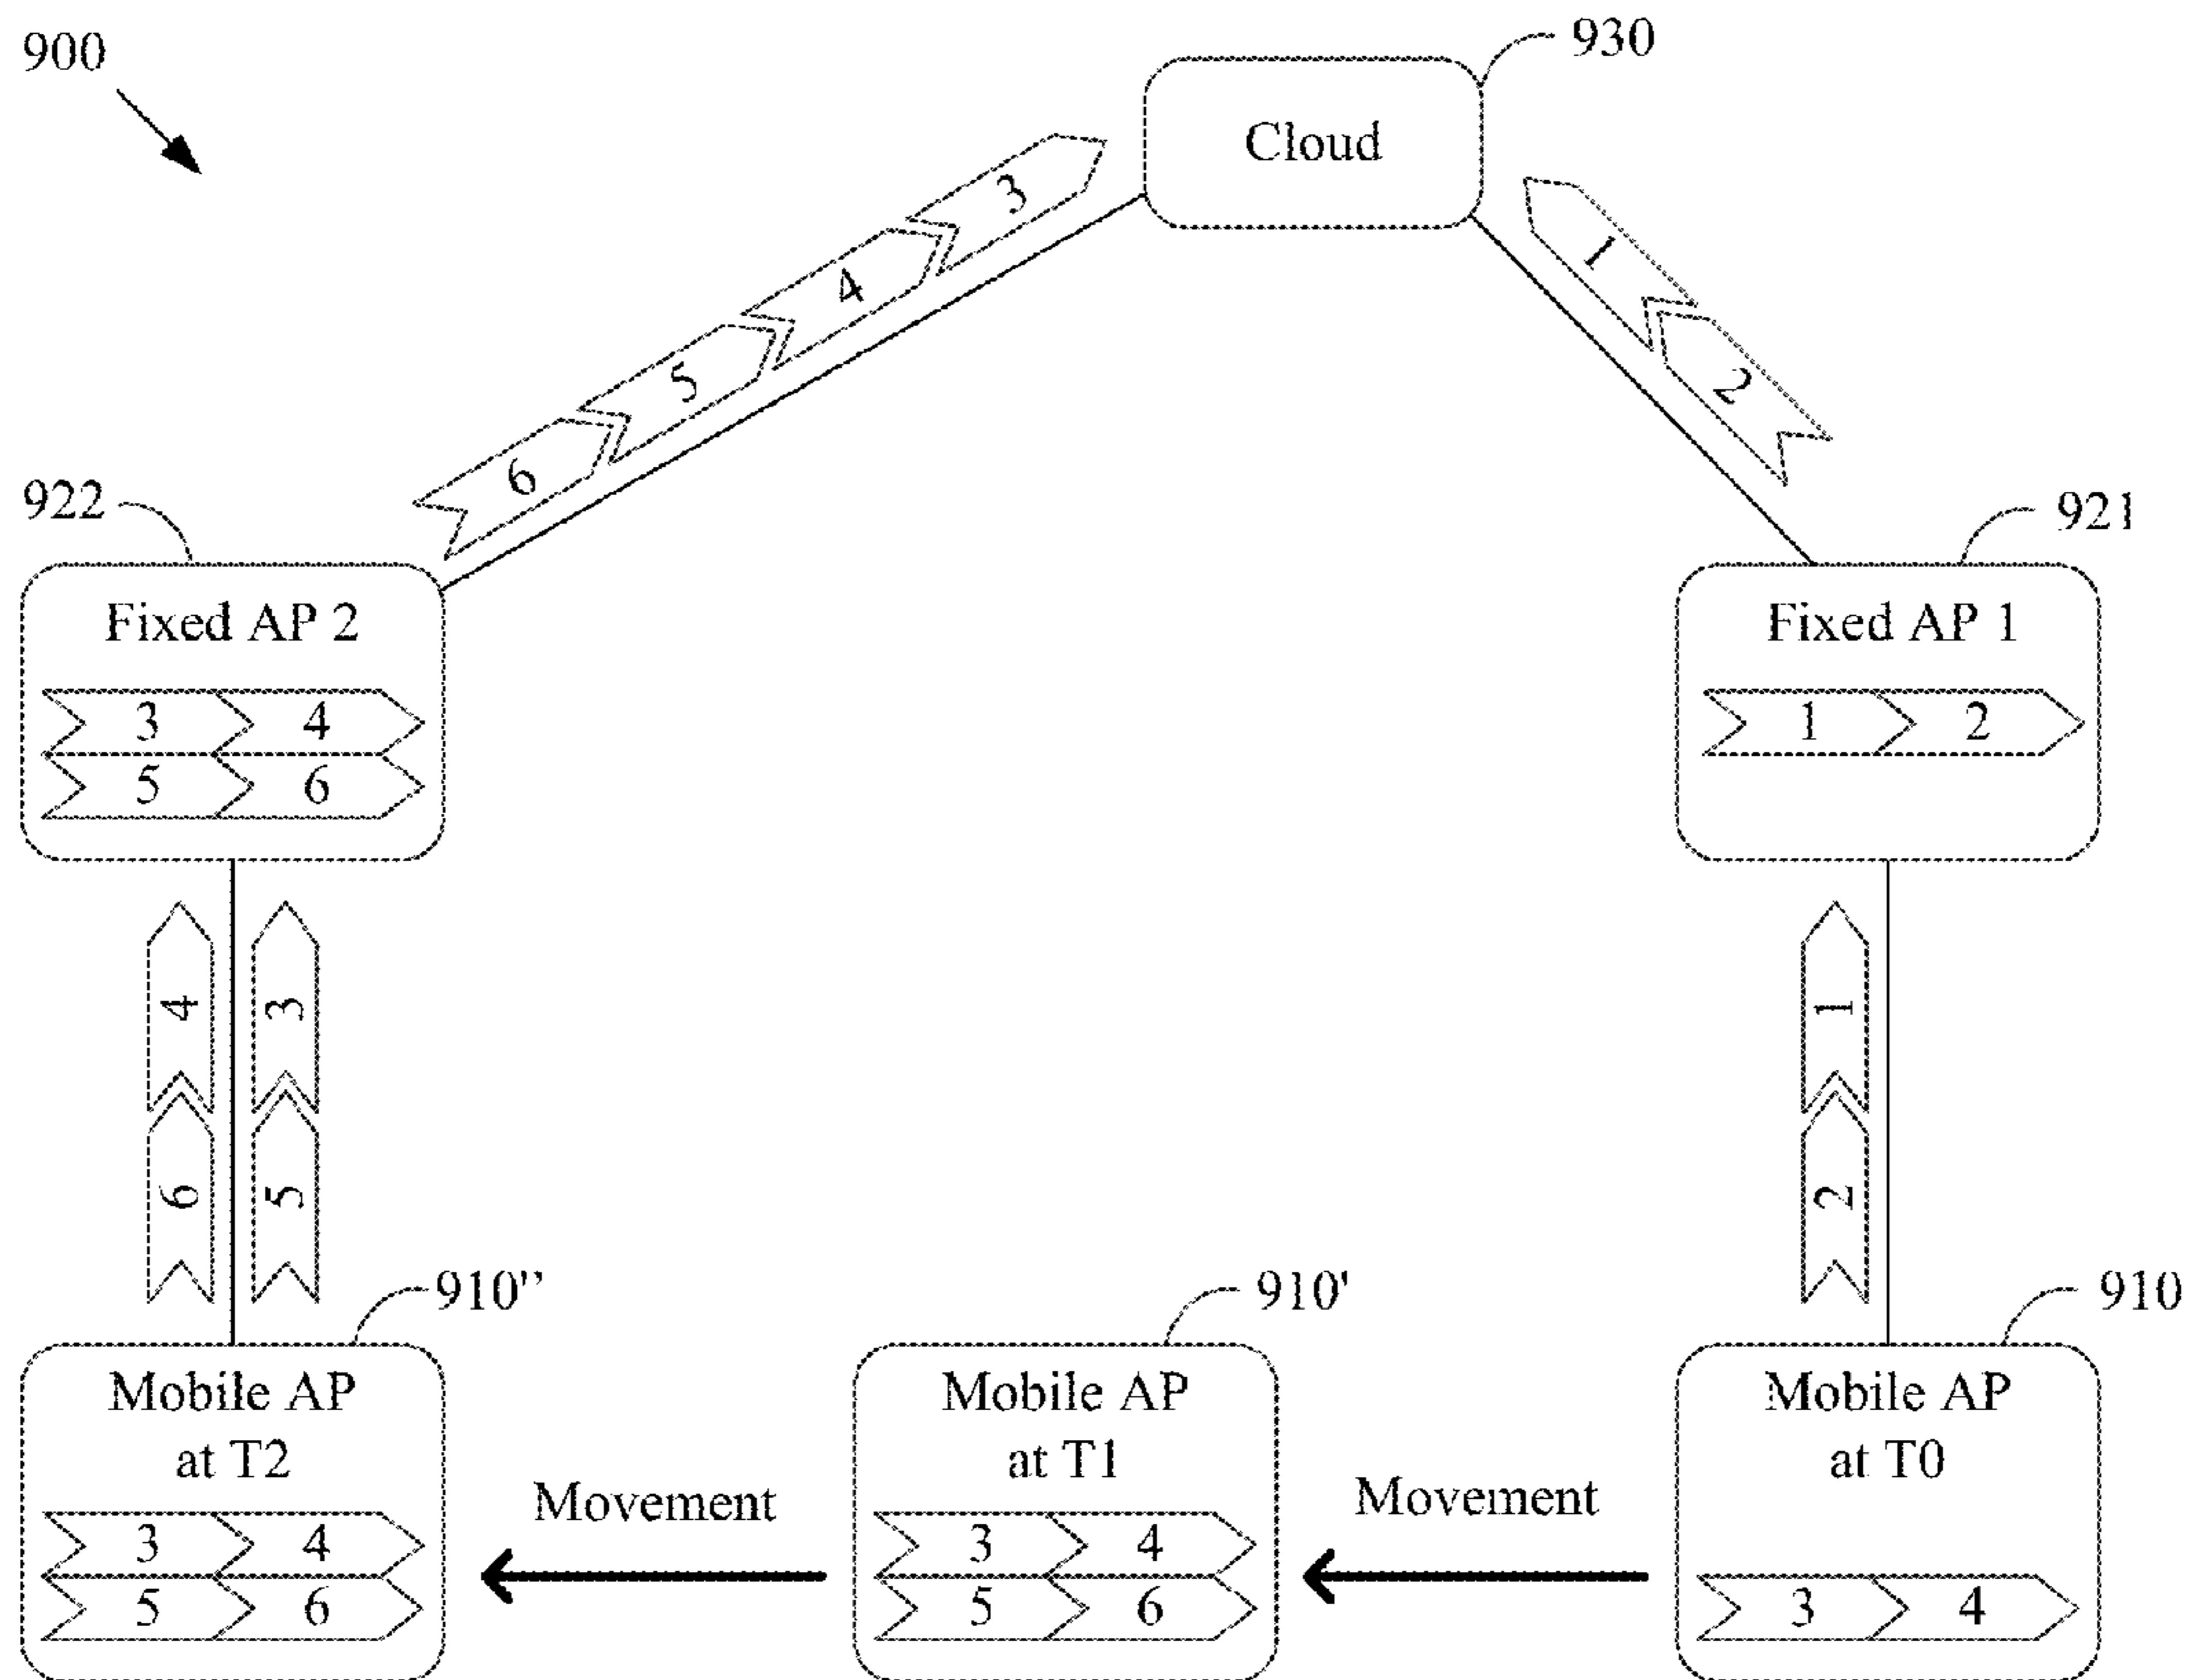 900
930
Cloud
3
1
4
2
5
6
922
921
Fixed AP 2
Fixed AP 1
3 4
1 2
5 6
4 3
1
6 5
2
910''
910'
910
Mobile AP
at T2
Mobile AP
at T1
Mobile AP
at T0
Movement
Movement
3 4
5 6
3 4
5 6
3 4